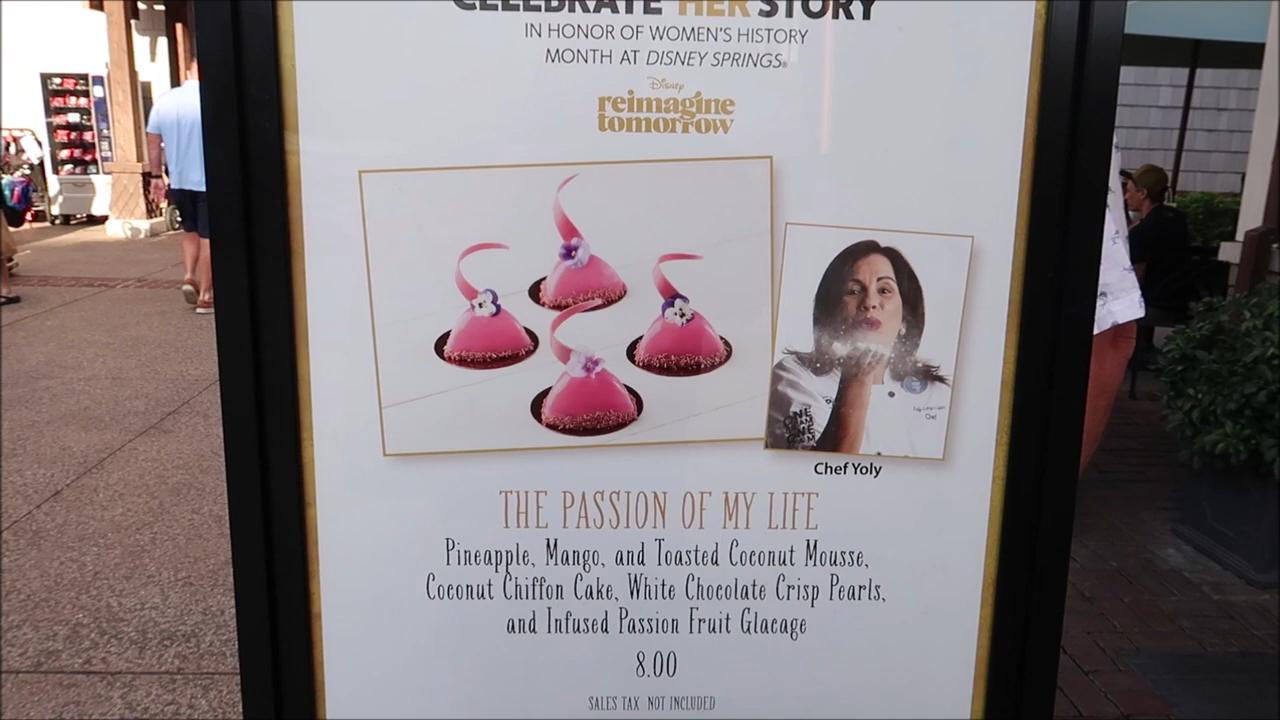 CELEBRATE HER STORY
IN HONOR OF WOMEN'S HISTORY
MONTH AT DISNEY SPRINGS®
Disney
reimagine
tomorrow
Chef Yoly
THE PASSION OF MY LIFE
Pineapple, Mango, and Toasted Coconut Mousse,
Coconut Chiffon Cake, White Chocolate Crisp Pearls,
and Infused Passion Fruit Glacage
8.00
SALES TAX NOT INCLUDED